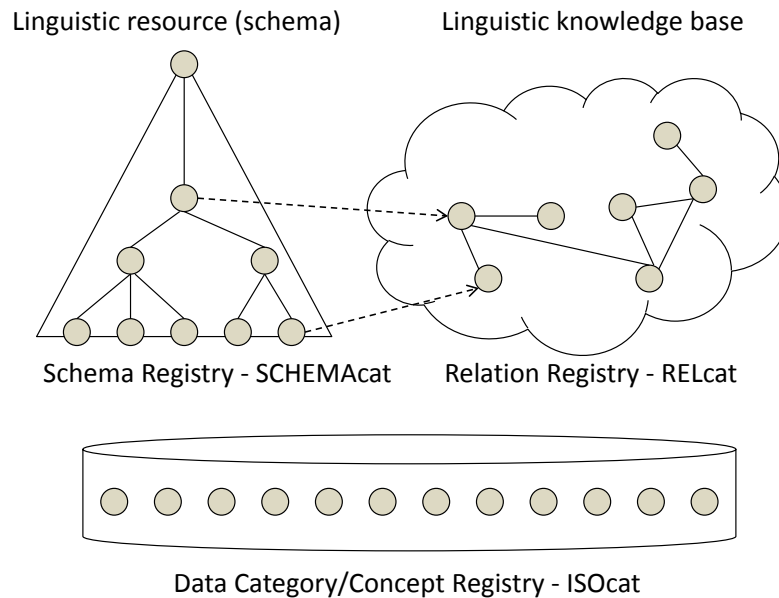 Linguistic resource (schema)
Linguistic knowledge base
Schema Registry - SCHEMAcat
Relation Registry - RELcat
Data Category/Concept Registry - ISOcat